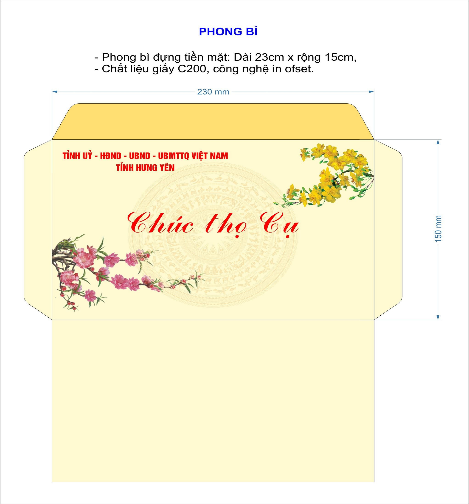 PHONG BÌ
- Phong bì đựng tiền mặt: Dài 23cm x rộng 15cm,
- Chất liệu giấy C200, công nghệ in ofset.
230 mm
TỈNH UỶ - HĐND - UBND - UBMTTQ VIỆT NAM
TỈNH HƯNG YÊN
Chúc thọ Cụ
150 mm